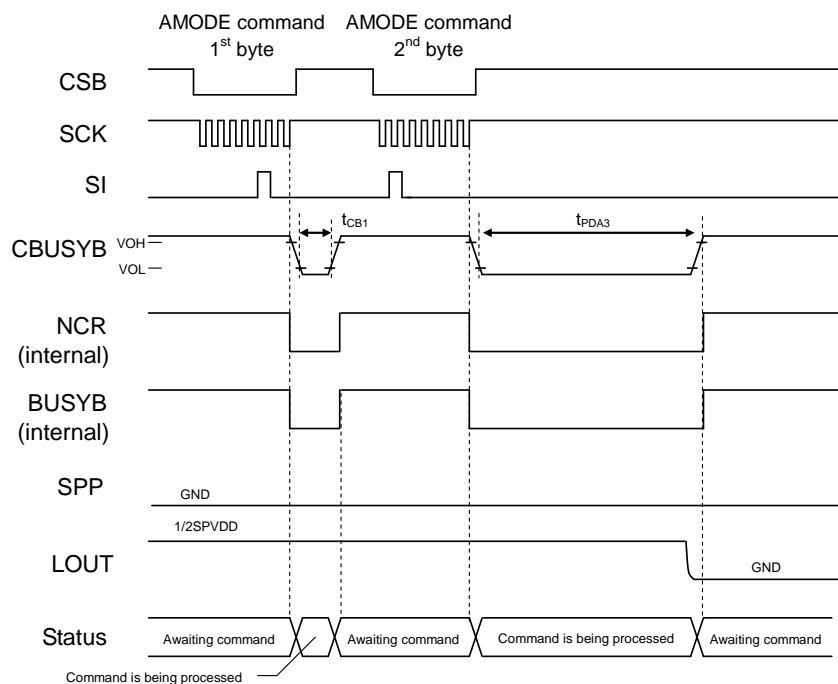 AMODE command
1st byte
AMODE command
2nd byte
CSB
SCK
SI
tCB1
tPDA3
CBUSYB
VOH
VOL
NCR
(internal)
BUSYB
(internal)
SPP
GND
1/2SPVDD
LOUT
GND
Status
Awaiting command
Awaiting command
Command is being processed
Awaiting command
Command is being processed